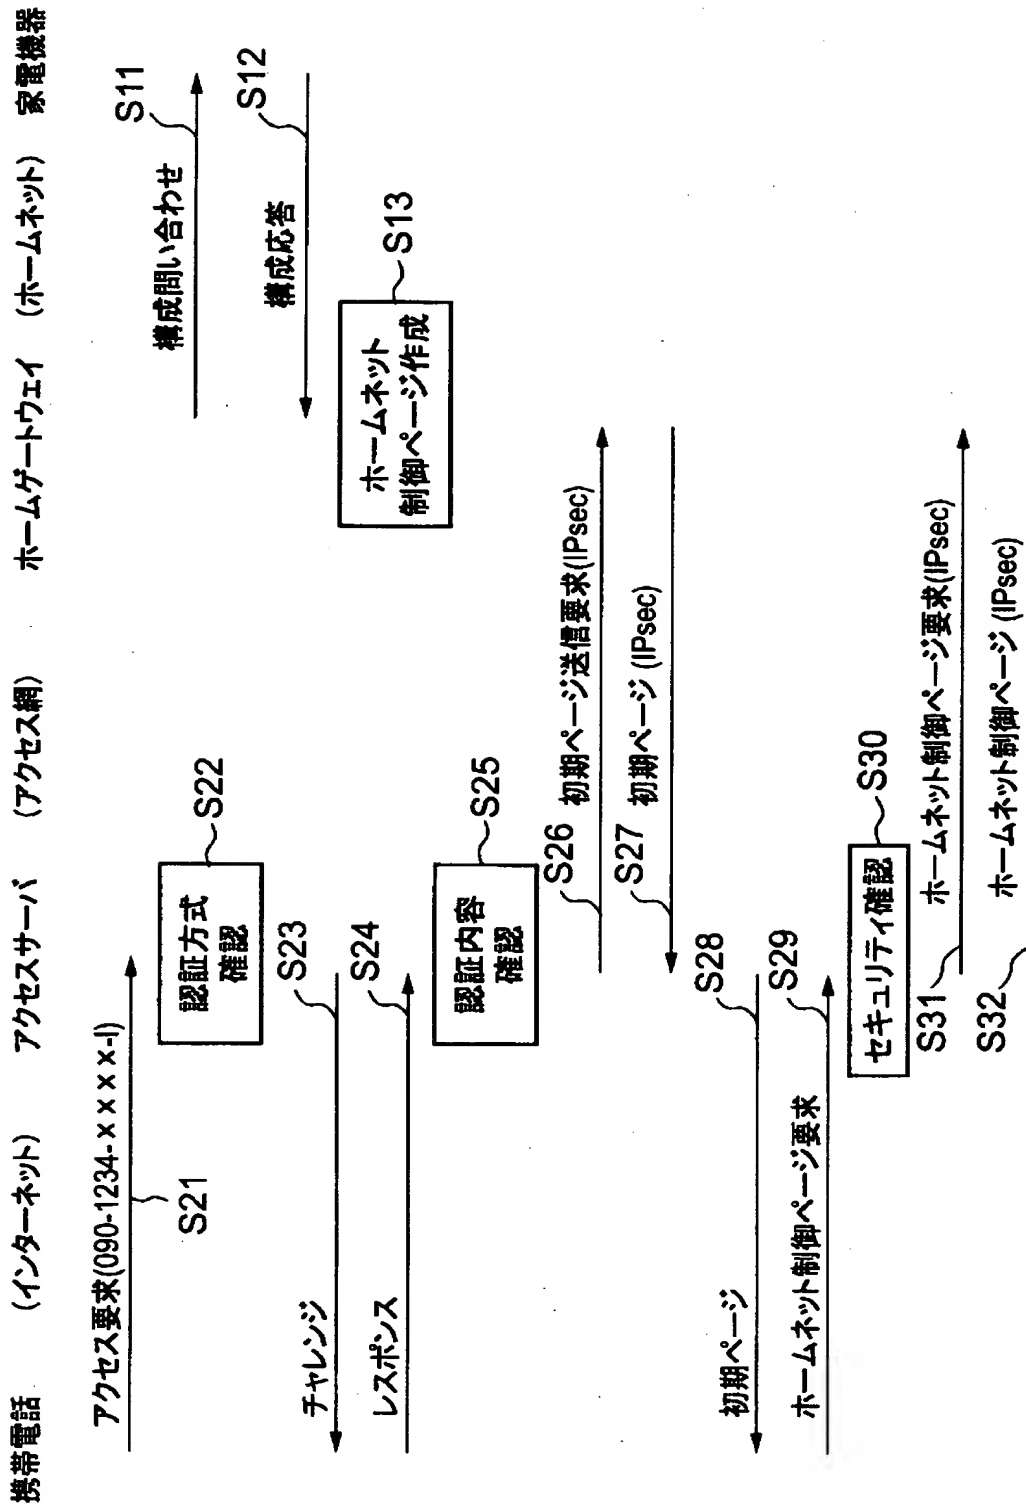 携帯電話 (インターネット) アクセスサーバ (アクセス網) ホームゲートウェイ (ホームネット) 家電機器
構成問い合わせ
S11
構成応答
S12
ホームネット
制御ページ作成
S13
アクセス要求(090-1234-××××-I)
S21
認証方式
確認
S22
チャレンジ
S23
レスポンス
S24
認証内容
確認
S25
S26
初期ページ送信要求(IPsec)
S27
初期ページ(IPsec)
初期ページ
S28
ホームネット制御ページ要求
S29
セキュリティ確認
S30
S31
ホームネット制御ページ要求(IPsec)
S32
ホームネット制御ページ(IPsec)